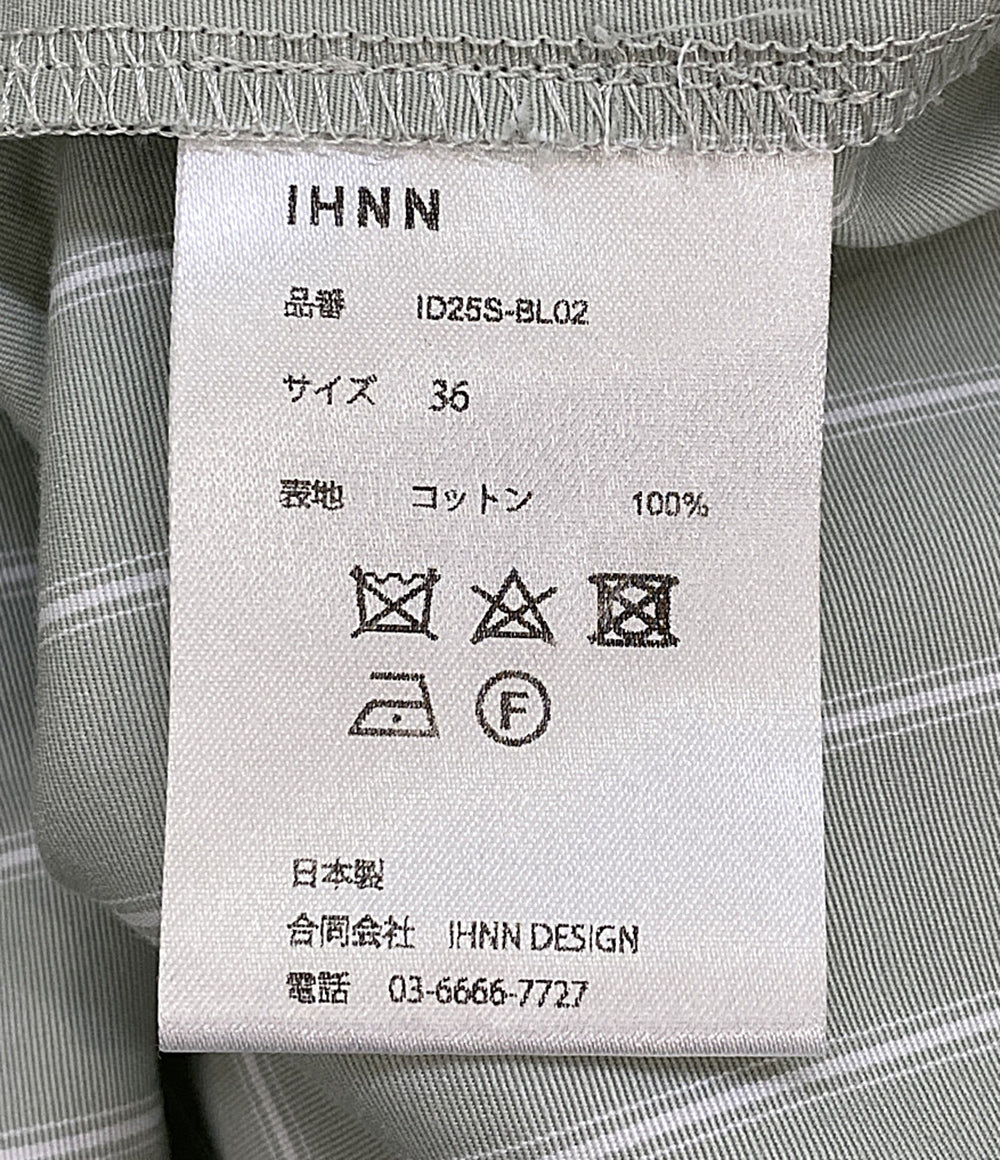 IHNN
品番 ID25S-BL02
サイズ 36
表地 コットン 100%
F
日本製
合同会社 IHNN DESIGN
電話 03-6666-7727